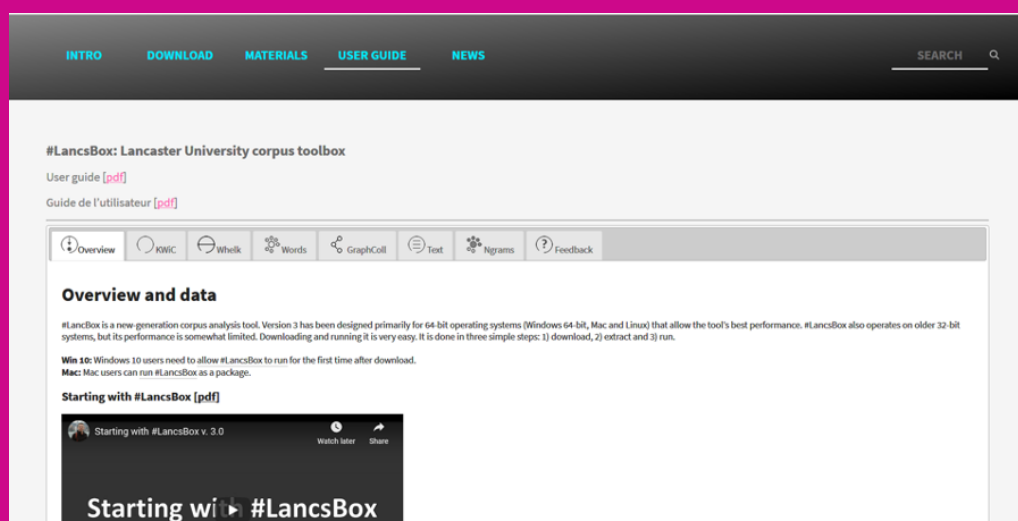 INTRO DOWNLOAD MATERIALS USER GUIDE NEWS SEARCH
#LancsBox: Lancaster University corpus toolbox
User guide [pdf]
Guide de l'utilisateur [pdf]
Overview KWIC Whelk Words GraphColl Text Ngrams Feedback
Overview and data
#LancBox is a new-generation corpus analysis tool. Version 3 has been designed primarily for 64-bit operating systems (Windows 64-bit, Mac and Linux) that allow the tool's best performance. #LancsBox also operates on older 32-bit
systems, but its performance is somewhat limited. Downloading and running it is very easy. It is done in three simple steps: 1) download, 2) extract and 3) run.
Win 10: Windows 10 users need to allow #LancsBox to run for the first time after download.
Mac: Mac users can run #LancsBox as a package.
Starting with #LancsBox [pdf]
Starting with #LancsBox v. 3.0
Watch later Share
Starting with #LancsBox